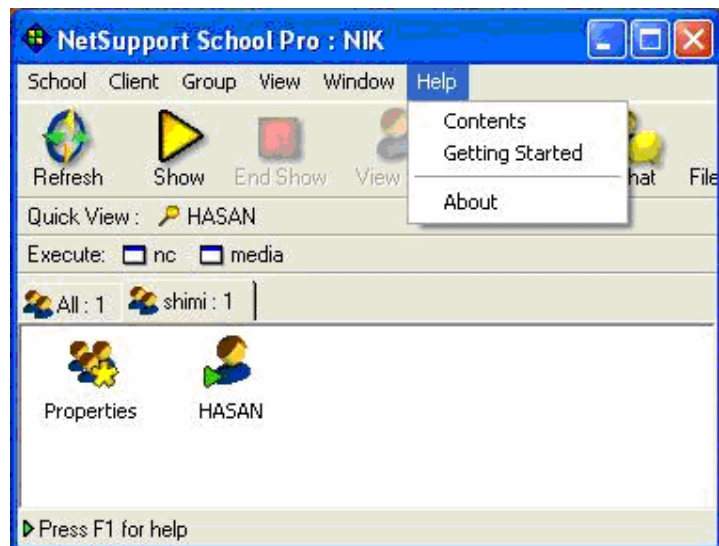 NetSupport School Pro : NIK
School Client Group View Window Help
Contents
Getting Started
About
Refresh Show End Show View hat File
Quick View : HASAN
Execute: nc media
All : 1 shimi : 1
Properties HASAN
Press F1 for help